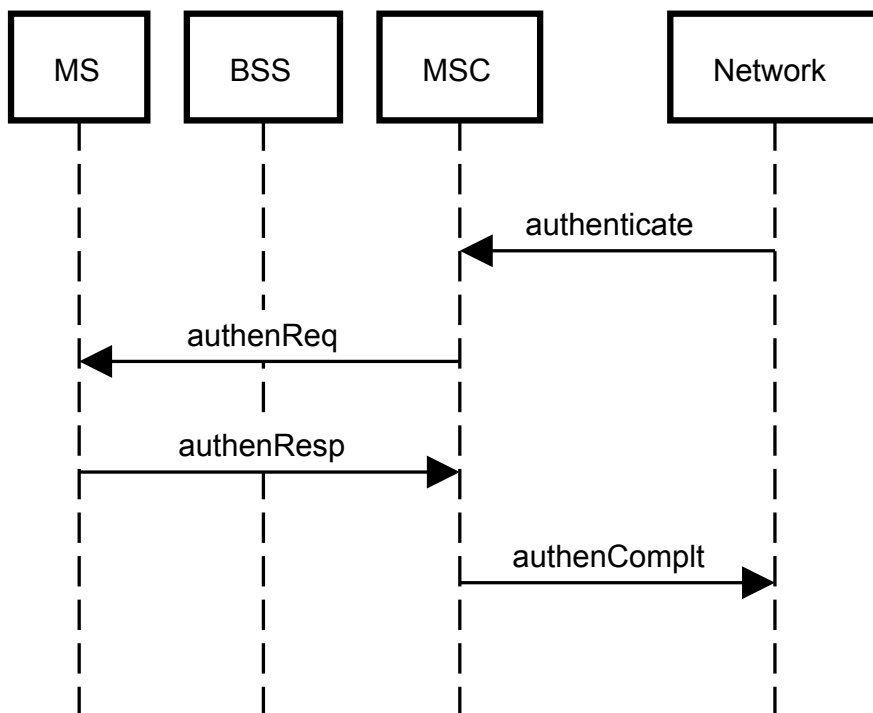 MS BSS MSC Network
authenticate
authenReq
authenResp
authenComplt